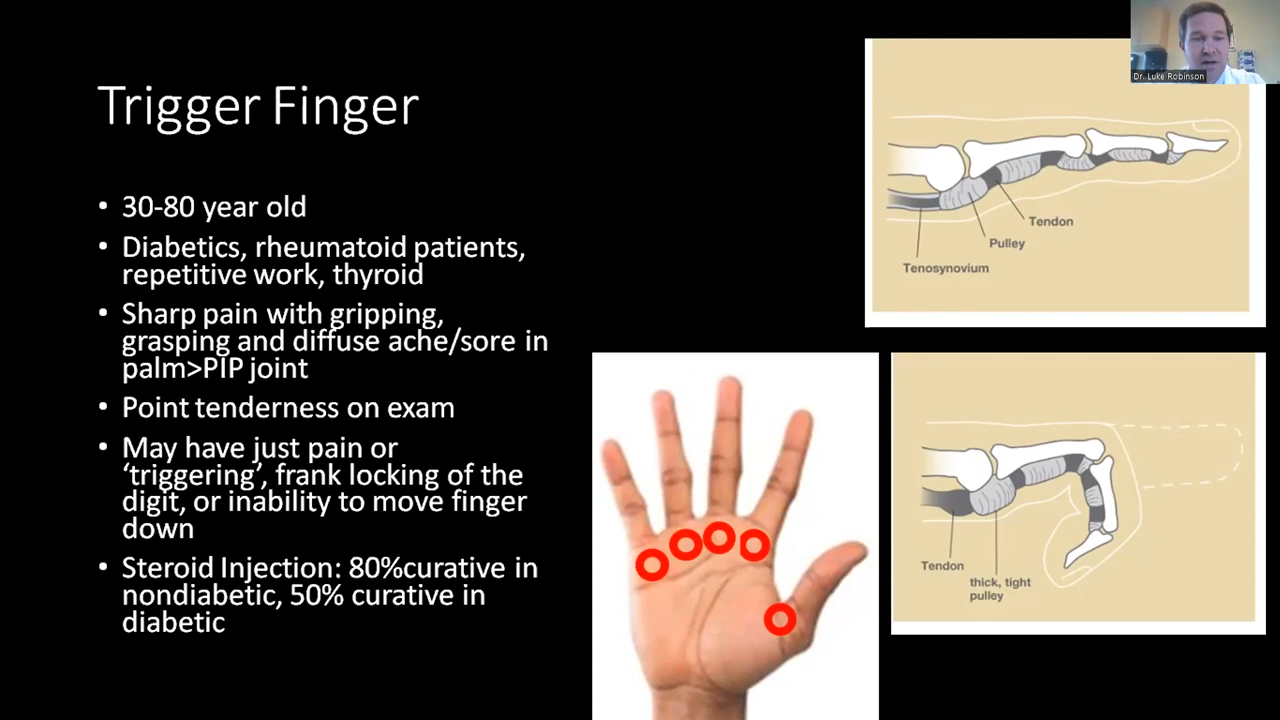 Trigger Finger
• 30-80 year old
• Diabetics, rheumatoid patients,
repetitive work, thyroid
• Sharp pain with gripping,
grasping and diffuse ache/sore in
palm>PIP joint
• Point tenderness on exam
• May have just pain or
‘triggering’, frank locking of the
digit, or inability to move finger
down
• Steroid Injection: 80%curative in
nondiabetic, 50% curative in
diabetic
Dr. Luke Robinson
Tendon
Pulley
Tenosynovium
Tendon
thick, tight
pulley